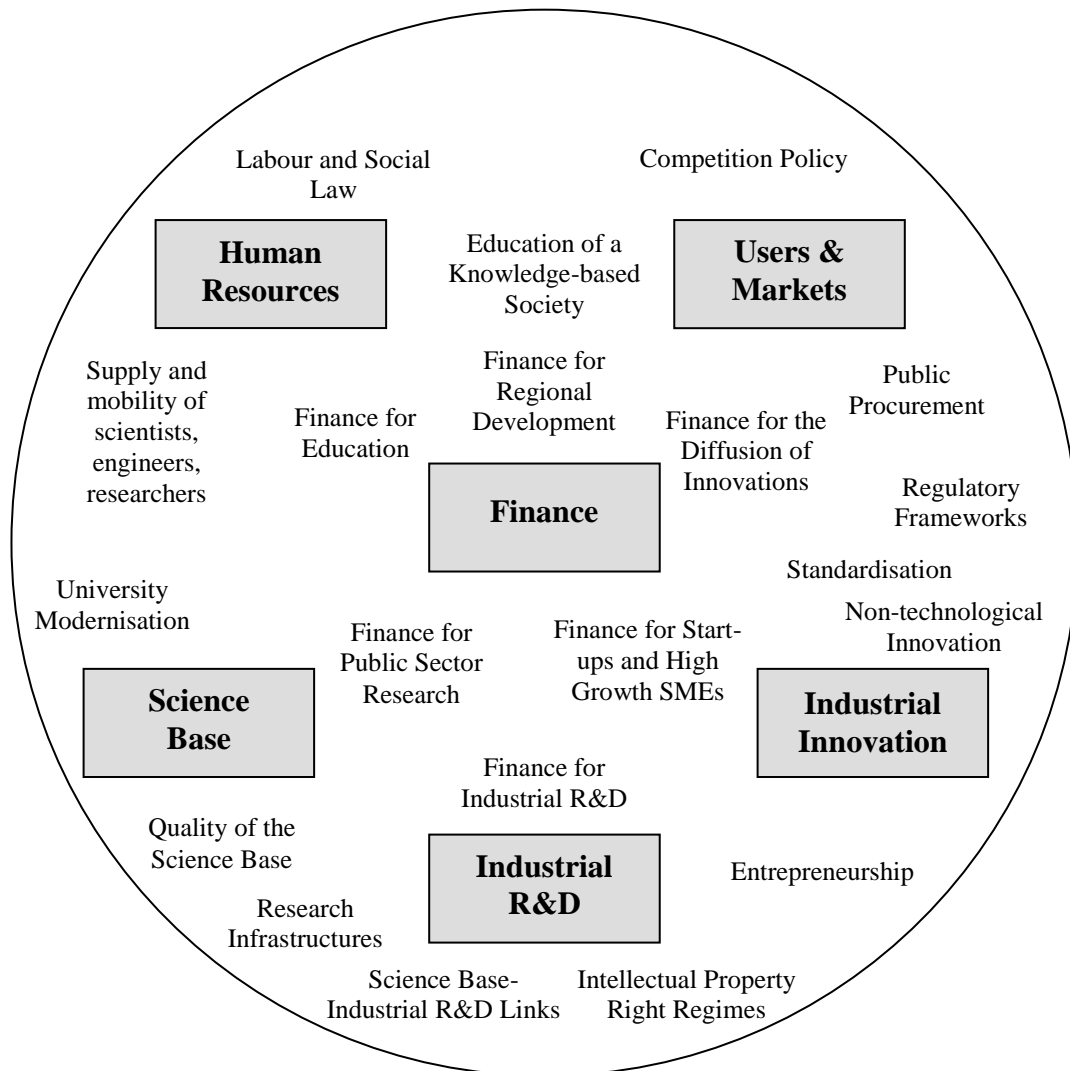 Labour and Social
Law
Competition Policy
Human
Resources
Education of a
Knowledge-based
Society
Users &
Markets
Supply and
mobility of
scientists,
engineers,
researchers
Finance for
Education
Finance for
Regional
Development
Finance for the
Diffusion of
Innovations
Public
Procurement
Finance
Regulatory
Frameworks
Standardisation
University
Modernisation
Non-technological
Innovation
Finance for
Public Sector
Research
Finance for Start-
ups and High
Growth SMEs
Science
Base
Industrial
Innovation
Finance for
Industrial R&D
Quality of the
Science Base
Industrial
R&D
Entrepreneurship
Research
Infrastructures
Science Base-
Industrial R&D Links
Intellectual Property
Right Regimes